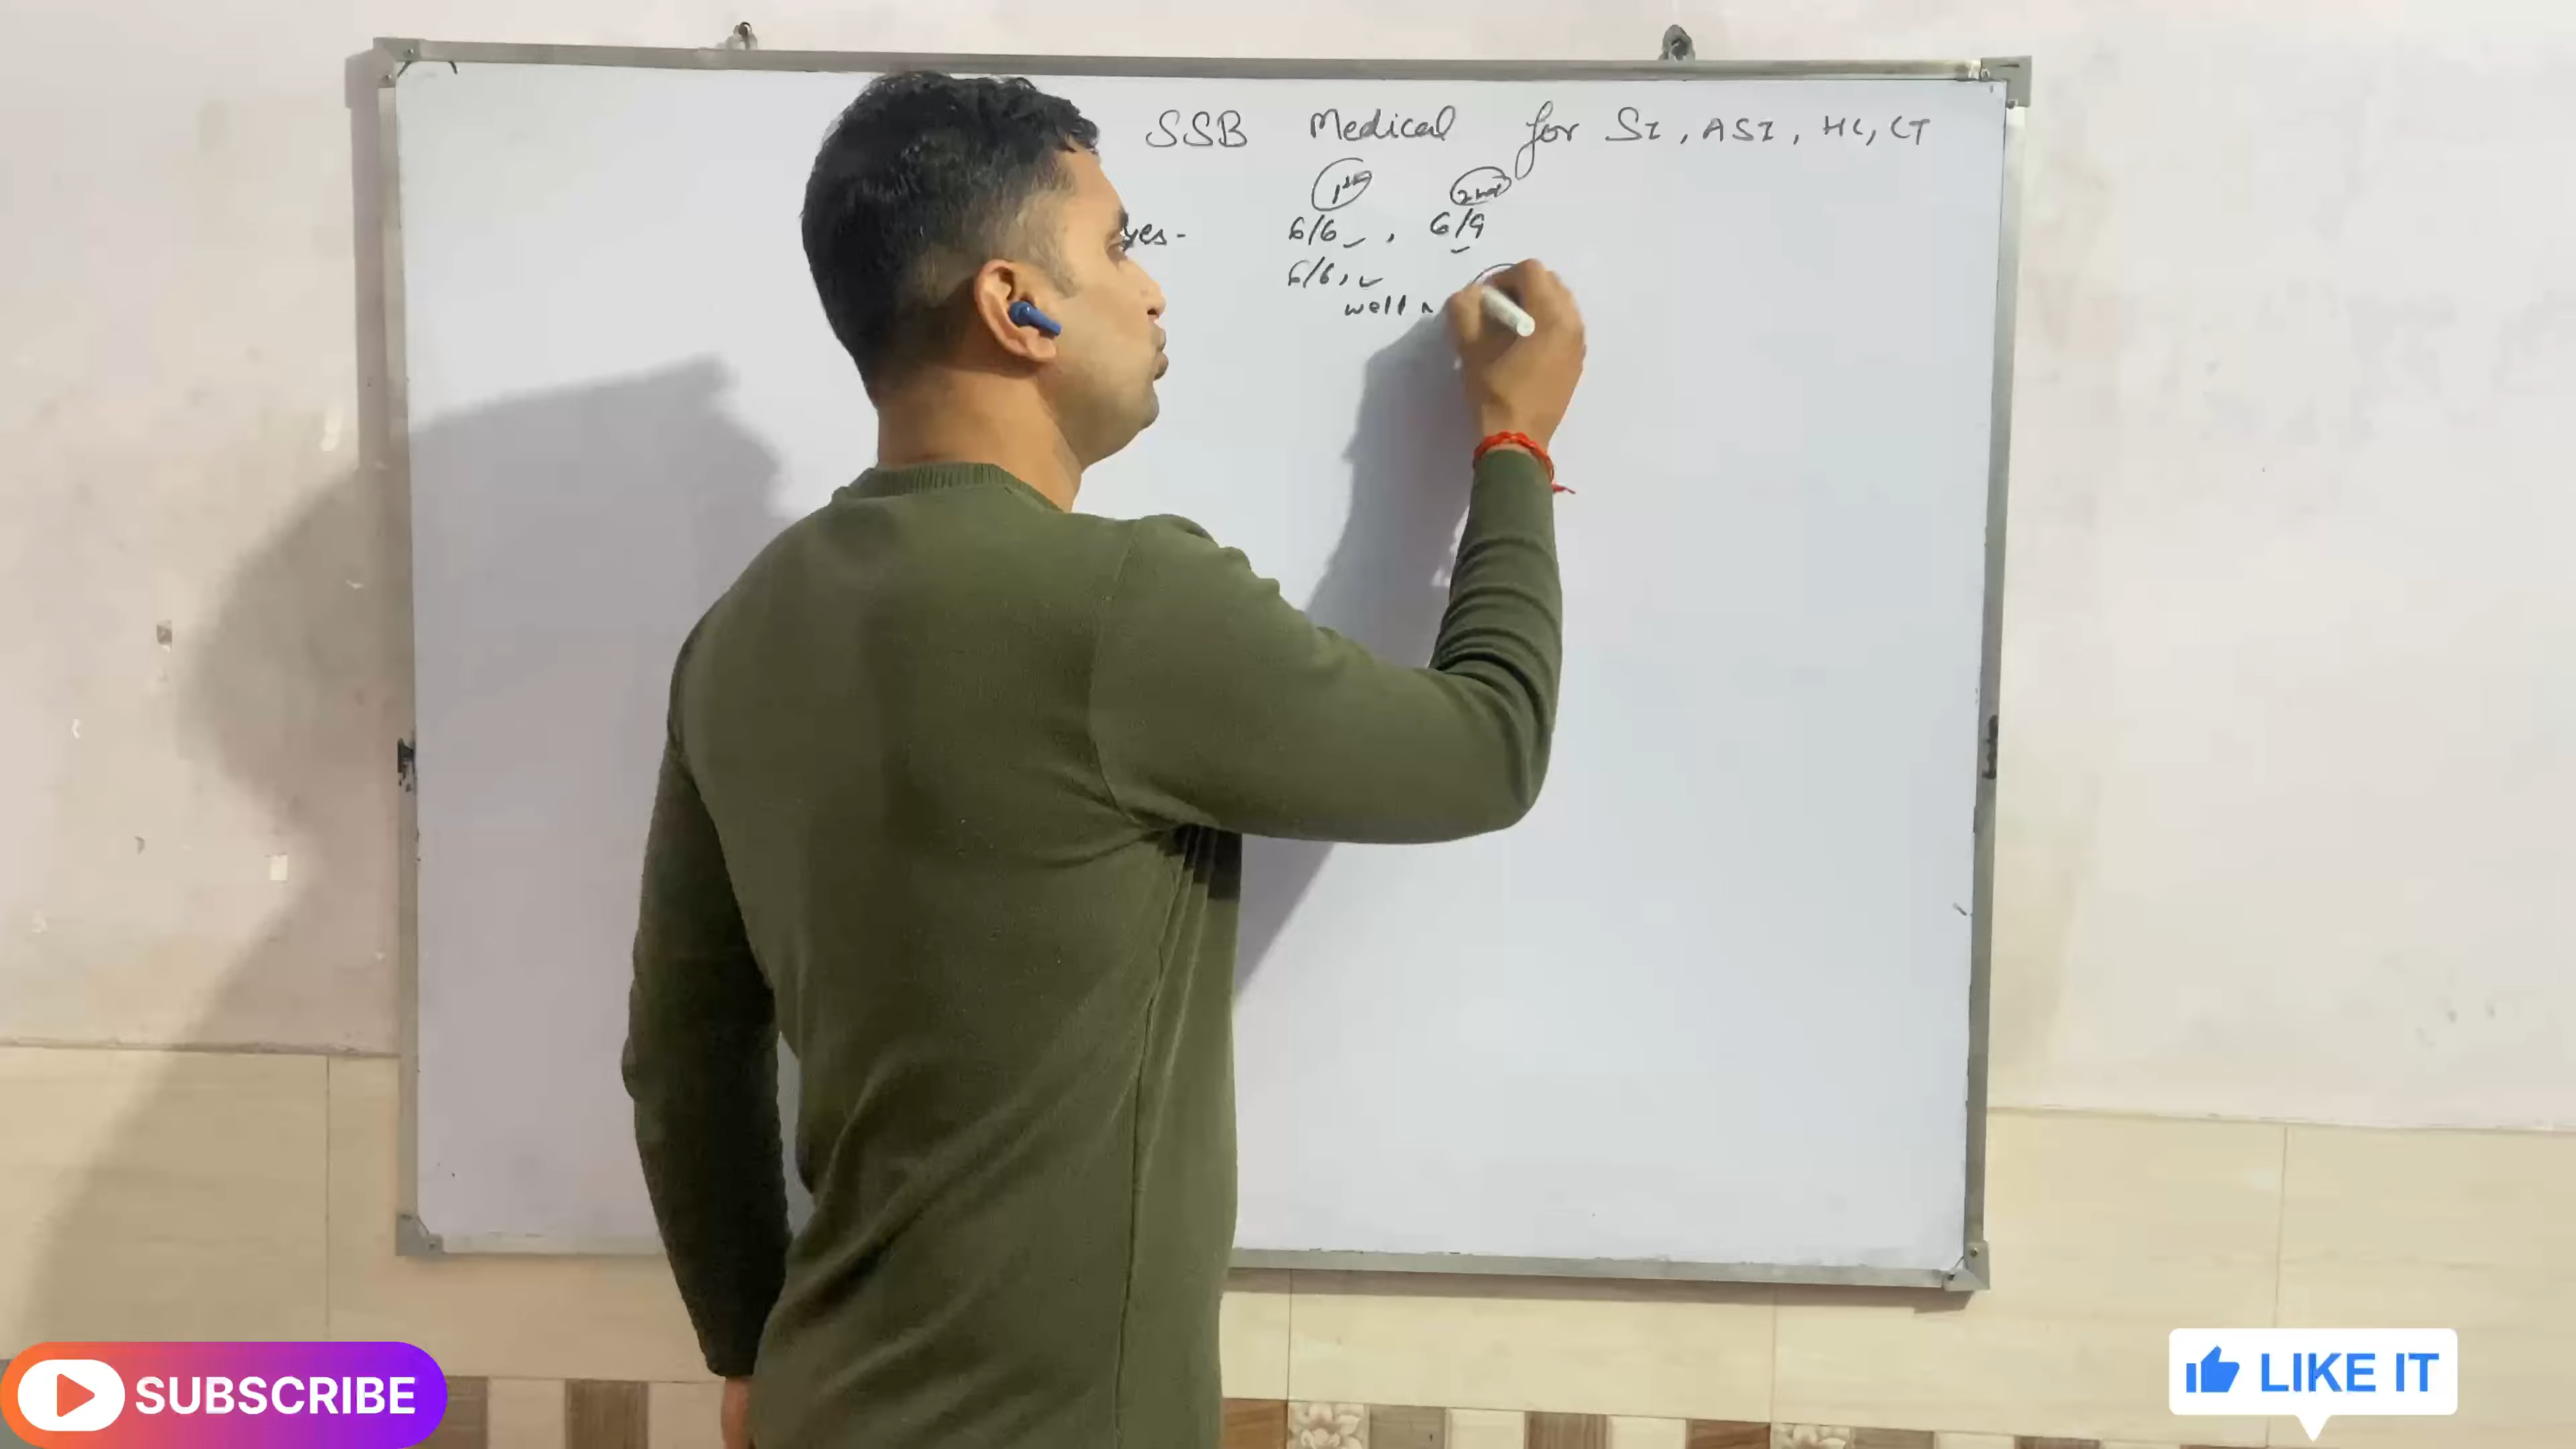 SSB Medical for SI, ASI, HC, CT
1st 2nd
yes - 6/6 , 6/9
6/6,
well
SUBSCRIBE
LIKE IT